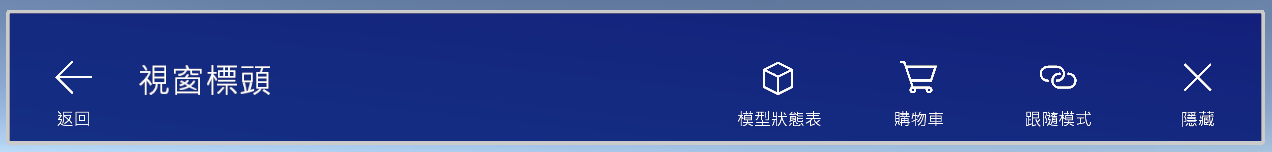 視窗標頭
返回
模型狀態表
購物車
跟隨模式
隱藏